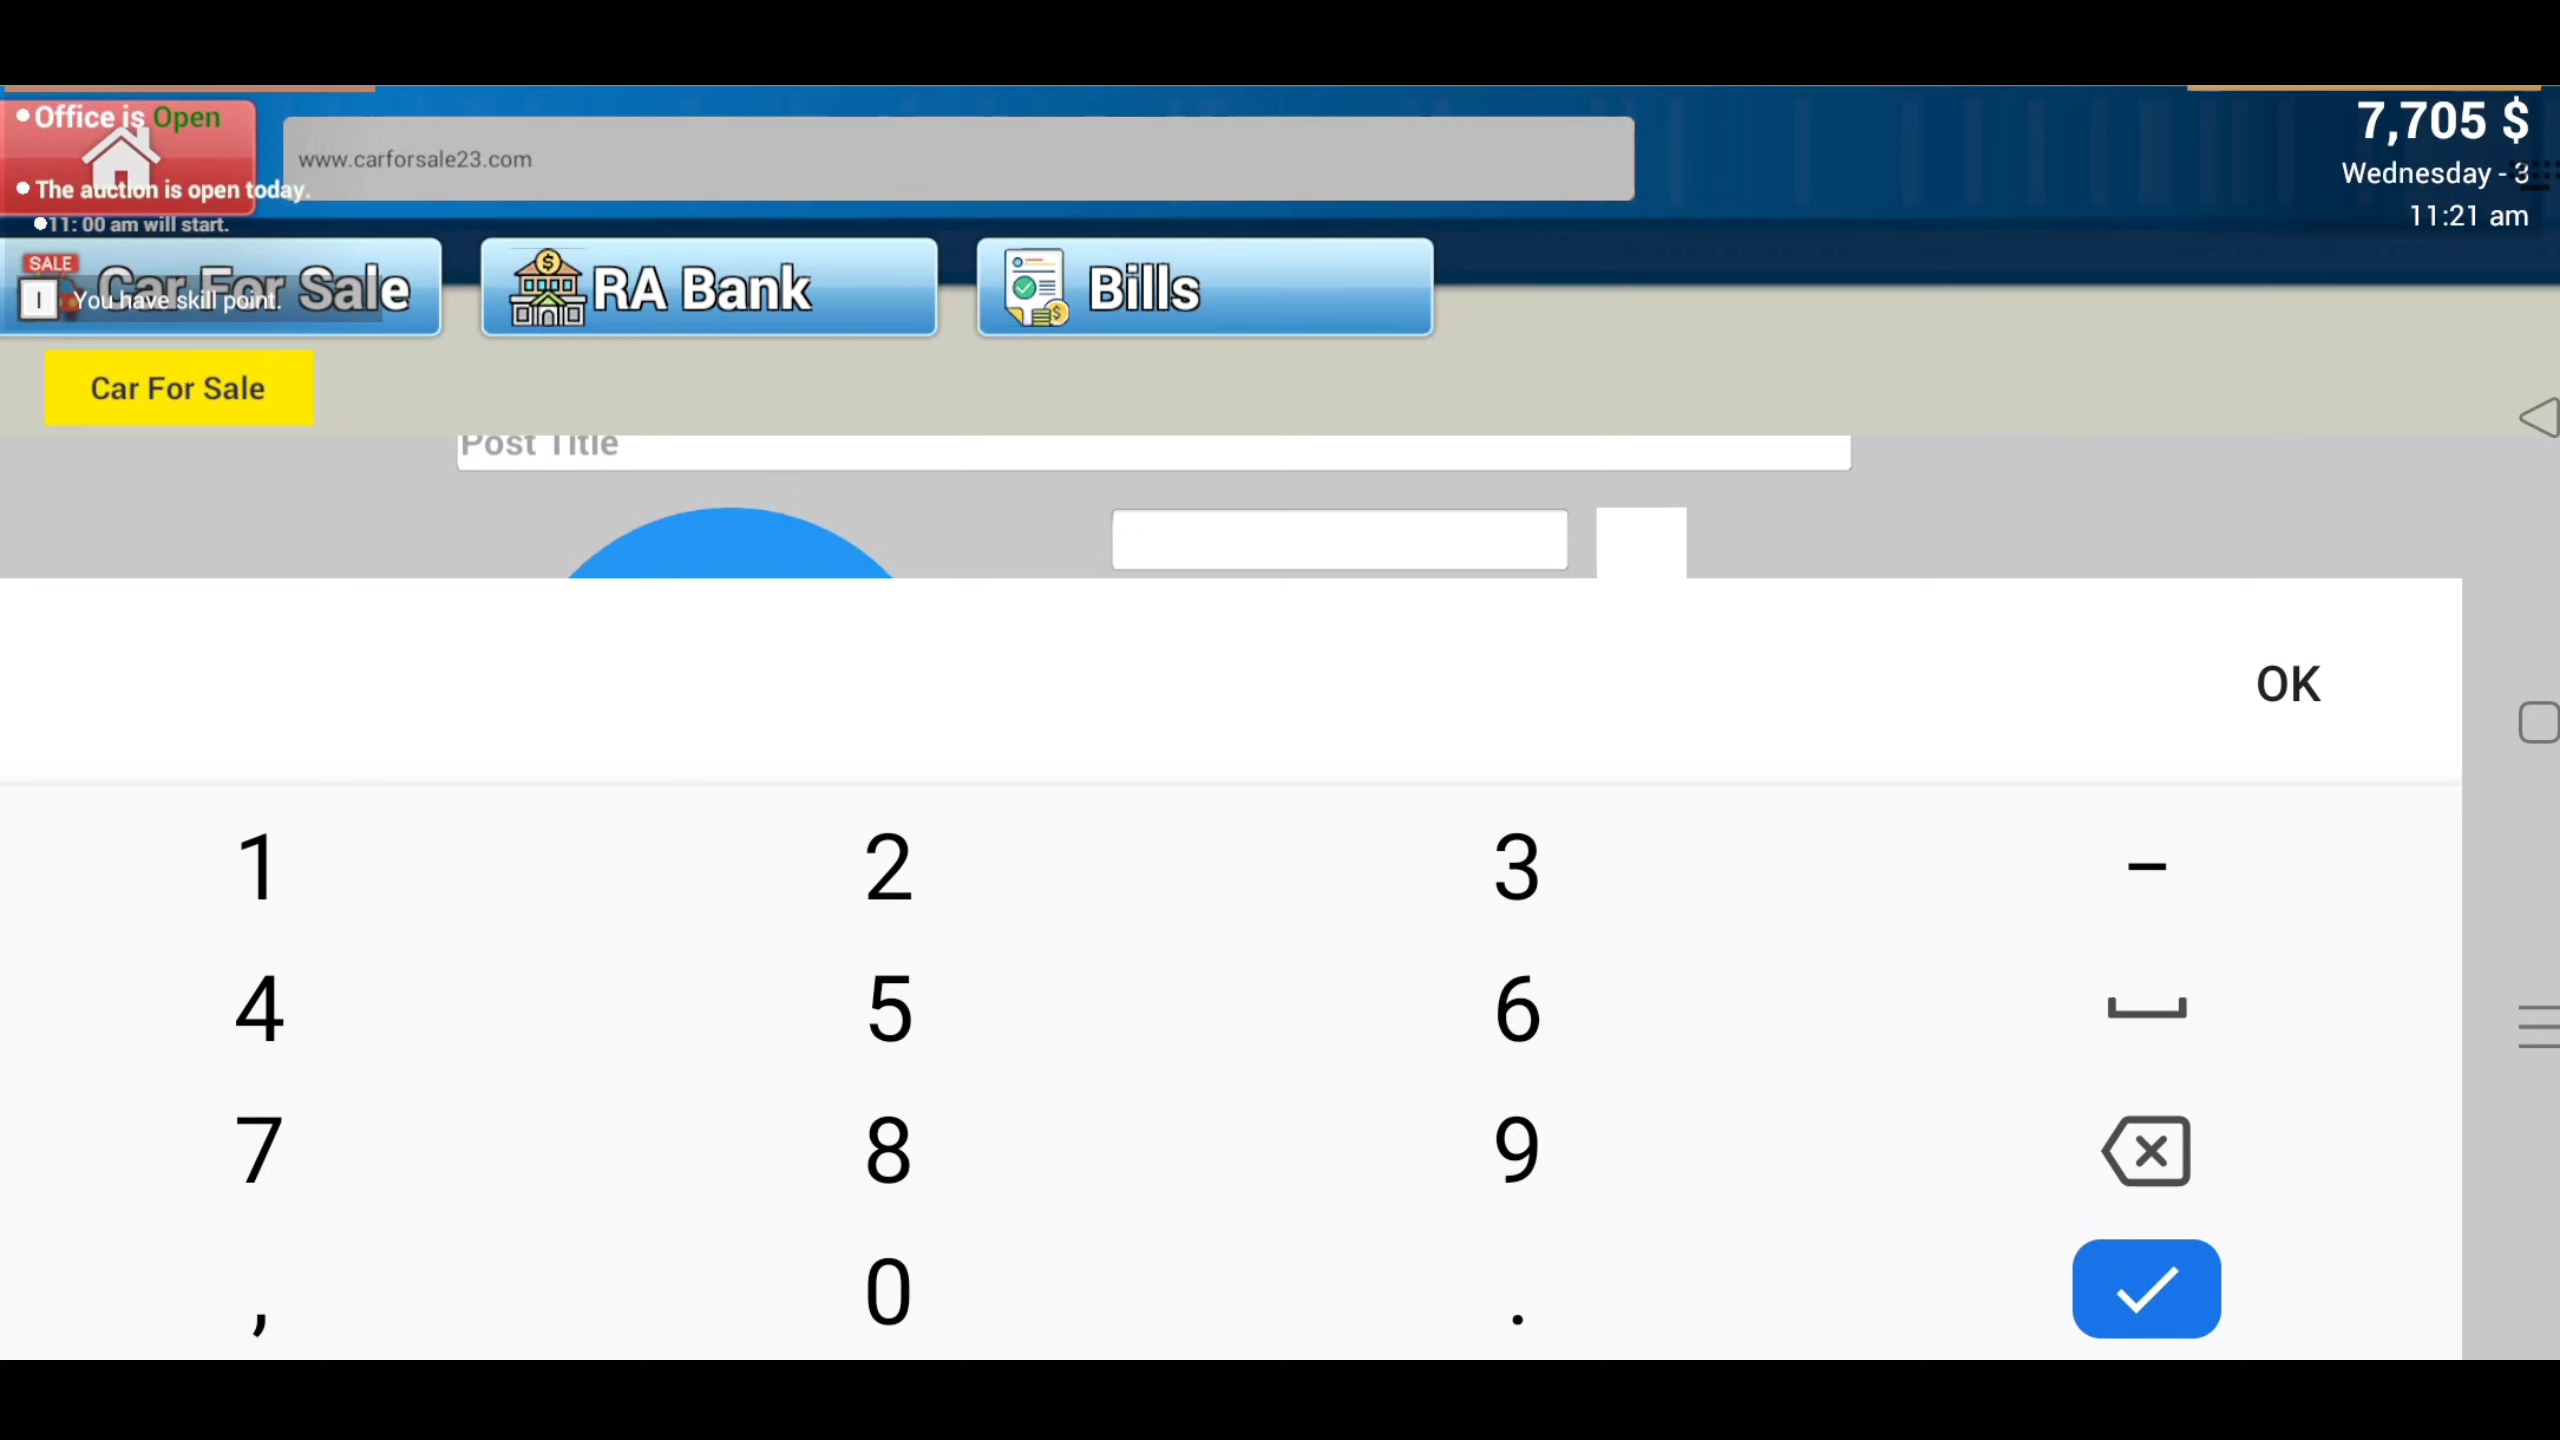 Office is Open
www.carforsale23.com
7,705 $
The auction is open today.
Wednesday - 3
11: 00 am will start.
11:21 am
SALE
Car For Sale
RA Bank
Bills
I
You have skill point.
Car For Sale
Post Title
OK
1 2 3 –
4 5 6
7 8 9
, 0 .